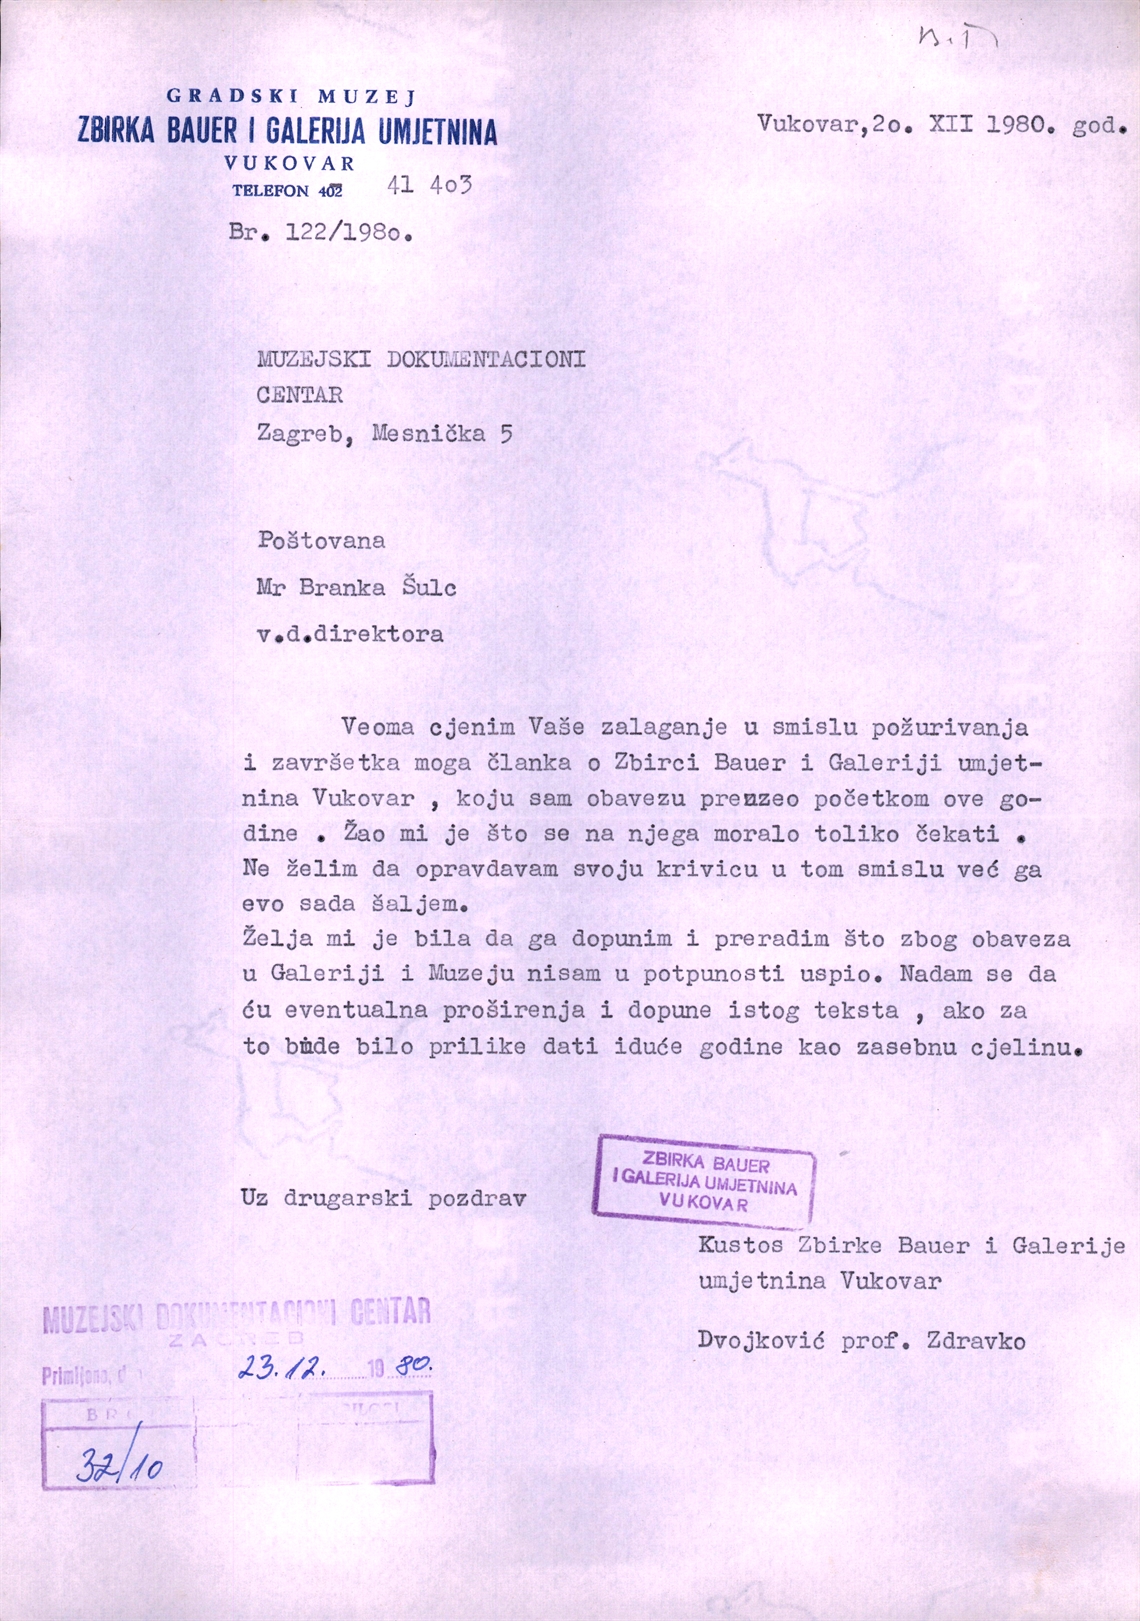 GRADSKI MUZEJ
ZBIRKA BAUER I GALERIJA UMJETNINA
VUKOVAR
TELEFON 402 41 4o3
Br. 122/198o.
Vukovar,2o. XII 1980. god.
MUZEJSKI DOKUMENTACIONI
CENTAR
Zagreb, Mesnička 5
Poštovana
Mr Branka Šulc
v.d.direktora
Veoma cjenim Vaše zalaganje u smislu požurivanja
i završetka moga članka o Zbirci Bauer i Galeriji umjet-
nina Vukovar , koju sam obavezu preuzeo početkom ove go-
dine . Žao mi je što se na njega moralo toliko čekati .
Ne želim da opravdavam svoju krivicu u tom smislu već ga
evo sada šaljem.
Želja mi je bila da ga dopunim i preradim što zbog obaveza
u Galeriji i Muzeju nisam u potpunosti uspio. Nadam se da
ću eventualna proširenja i dopune istog teksta , ako za
to bude bilo prilike dati iduće godine kao zasebnu cjelinu.
ZBIRKA BAUER
I GALERIJA UMJETNINA
VUKOVAR
Uz drugarski pozdrav
Kustos Zbirke Bauer i Galerije
umjetnina Vukovar
Dvojković prof. Zdravko
MUZEJSKI DOKUMENTACIONI CENTAR
ZAGREB
Primljeno, 23.12. 1980.
32/10